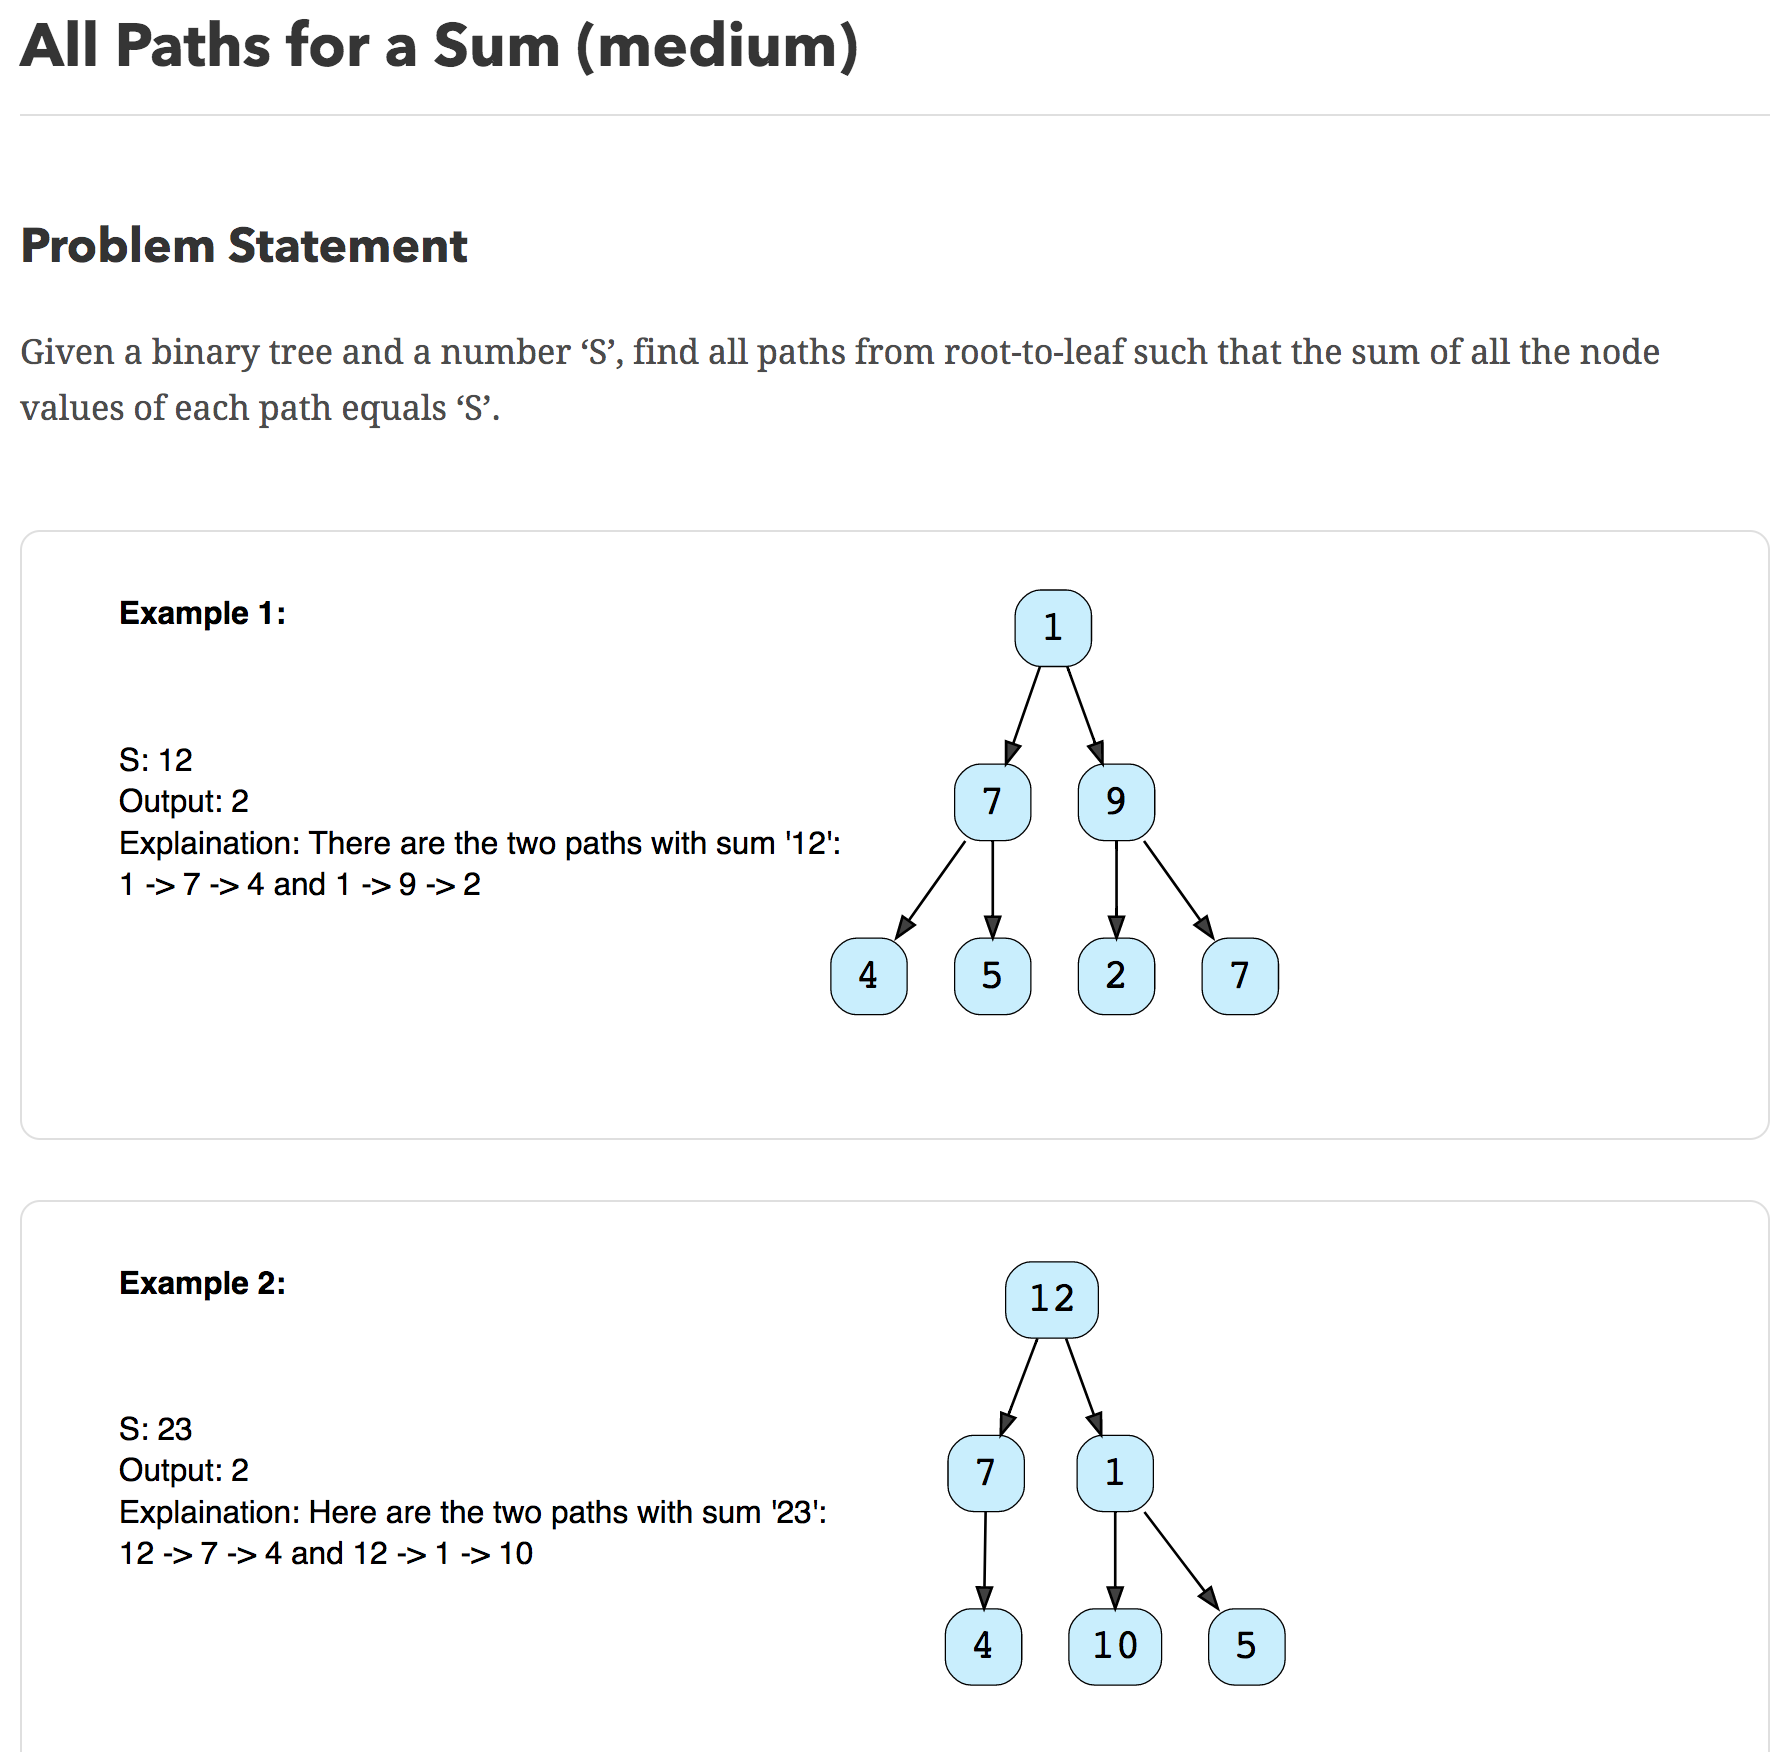 All Paths for a Sum (medium)
Problem Statement
Given a binary tree and a number ‘S’, find all paths from root-to-leaf such that the sum of all the node
values of each path equals ‘S’.
Example 1:
S: 12
Output: 2
Explaination: There are the two paths with sum '12':
1 -> 7 -> 4 and 1 -> 9 -> 2
1
7 9
4 5 2 7
Example 2:
S: 23
Output: 2
Explaination: Here are the two paths with sum '23':
12 -> 7 -> 4 and 12 -> 1 -> 10
12
7 1
4 10 5